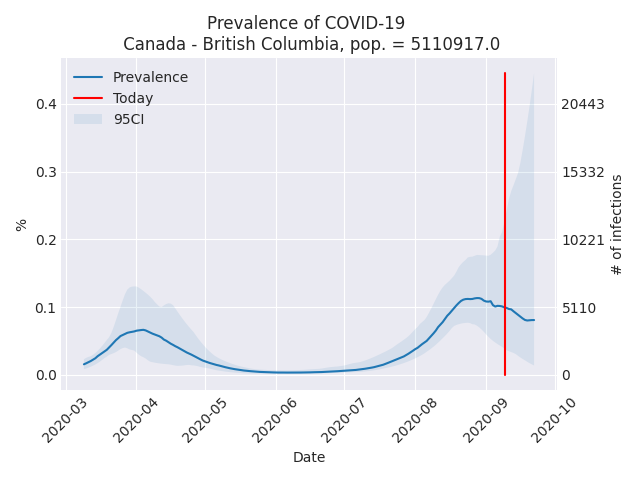 Prevalence of COVID-19
Canada - British Columbia, pop. = 5110917.0
Prevalence
Today
95CI
0.4
0.3
0.2
0.1
0.0
%
20443
15332
10221
5110
0
# of infections
2020-03
2020-04
2020-05
2020-06
2020-07
2020-08
2020-09
2020-10
Date